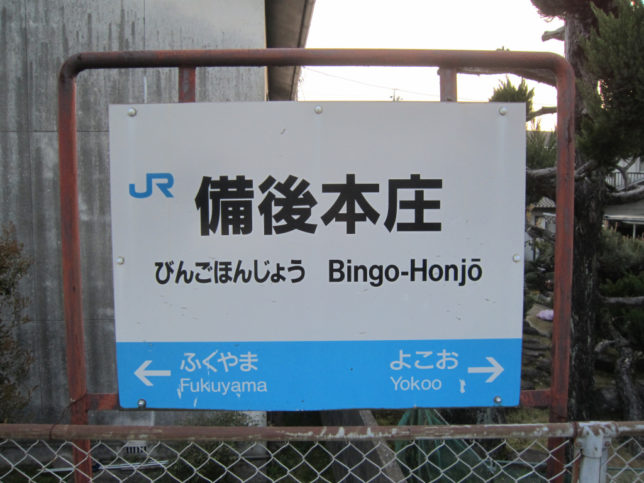 JR 備後本庄
びんごほんじょう Bingo-Honjō
← ふくやま よこお →
Fukuyama Yokoo